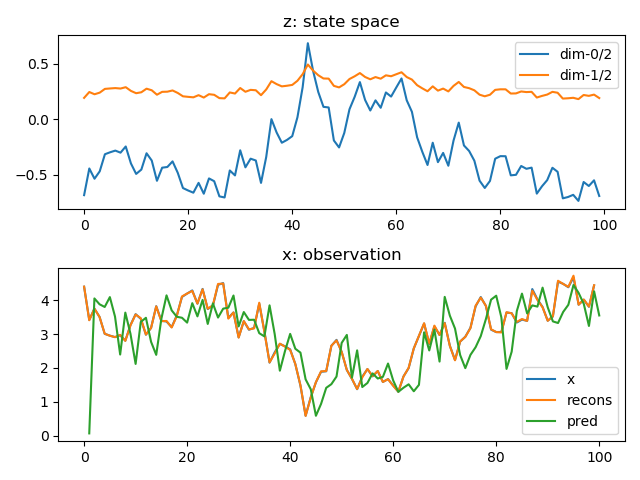 z: state space
dim-0/2
dim-1/2
0.5
0.0
−0.5
0 20 40 60 80 100
x: observation
4
3
2
1
0
x
recons
pred
0 20 40 60 80 100